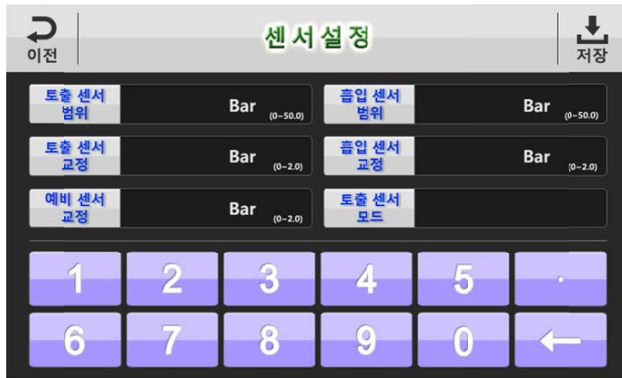 이전
센서설정
저장
토출 센서
범위
Bar (0~50.0)
흡입 센서
범위
Bar (0~50.0)
토출 센서
교정
Bar (0~2.0)
흡입 센서
교정
Bar (0~2.0)
예비 센서
교정
Bar (0~2.0)
토출 센서
모드
1 2 3 4 5 .
6 7 8 9 0 ←